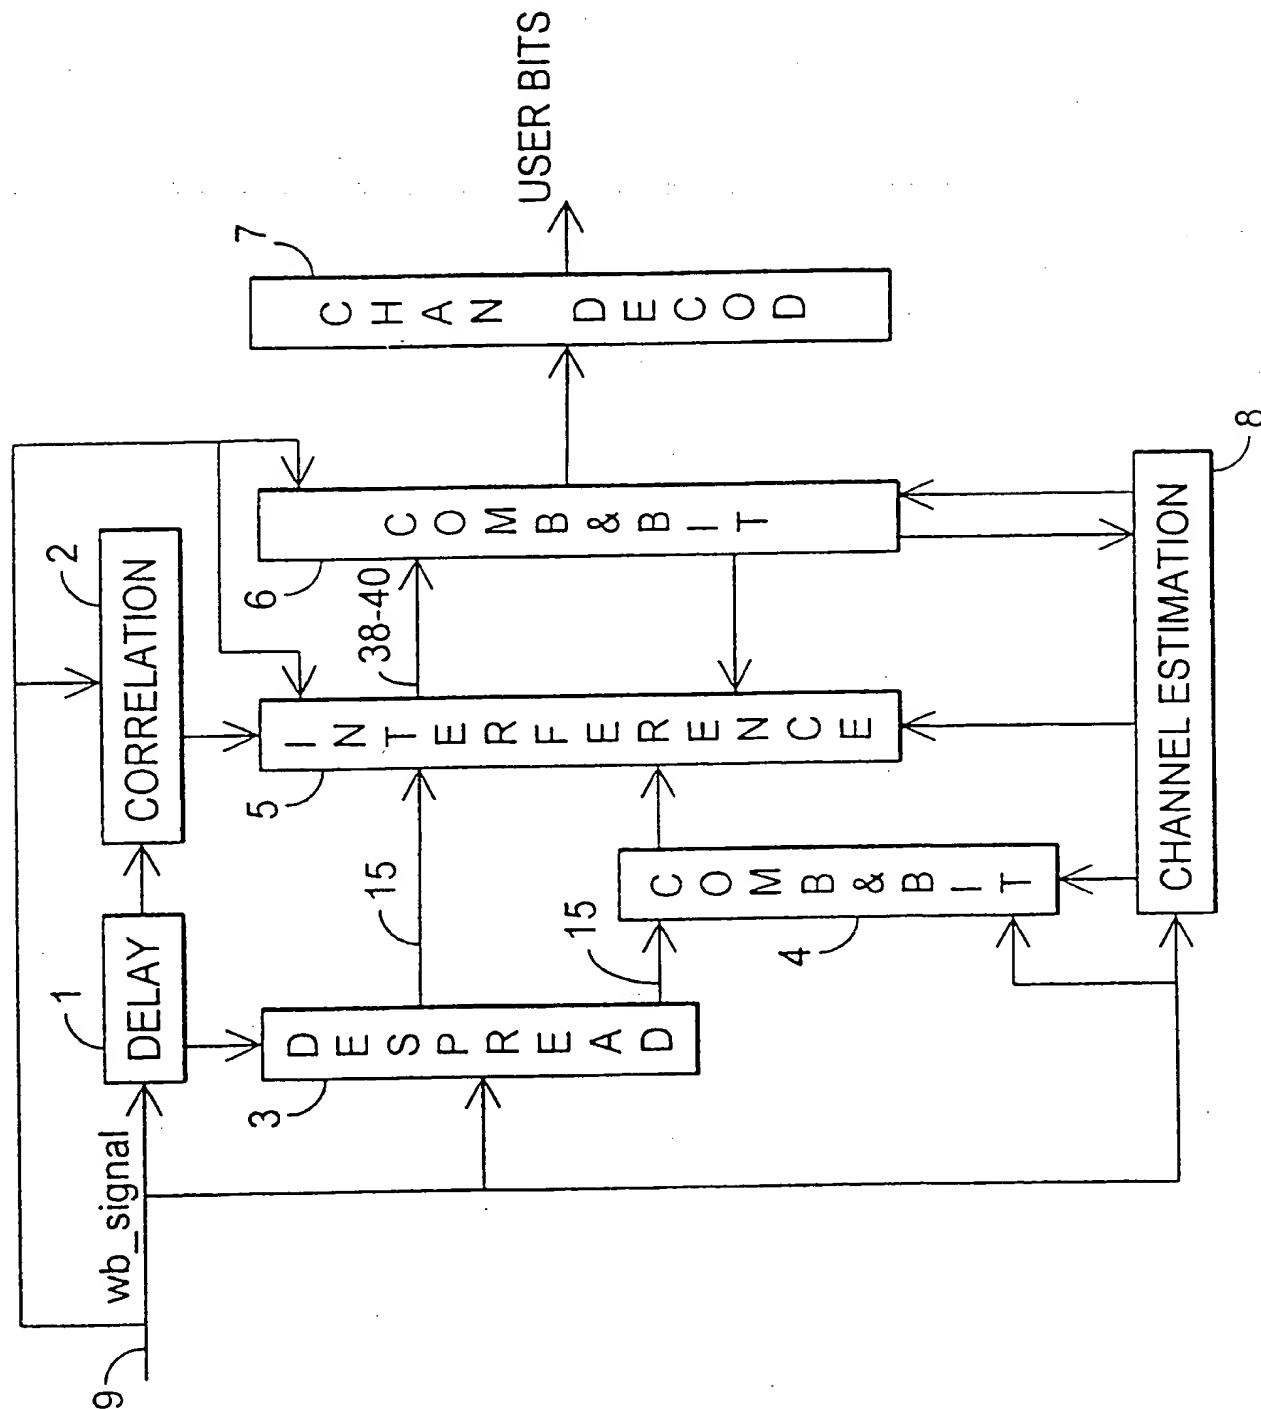 9
wb_signal
1
DELAY
2
CORRELATION
3
DESPREAD
15
15
4
COMB&BIT
5
INTERFERENCE
38-40
6
COMB&BIT
7
CHAN DECOD
USER BITS
CHANNEL ESTIMATION
8